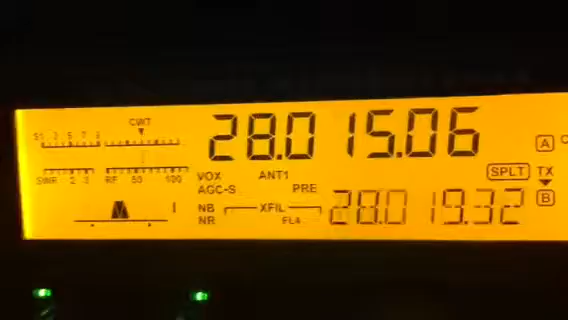 CWT
S1 3 5 7 9
28.015.06
A
SWR 2 3 RF 50 100
VOX ANT1
SPLT TX
AGC-S PRE
NB XFIL
28.019.32
B
NR FL4